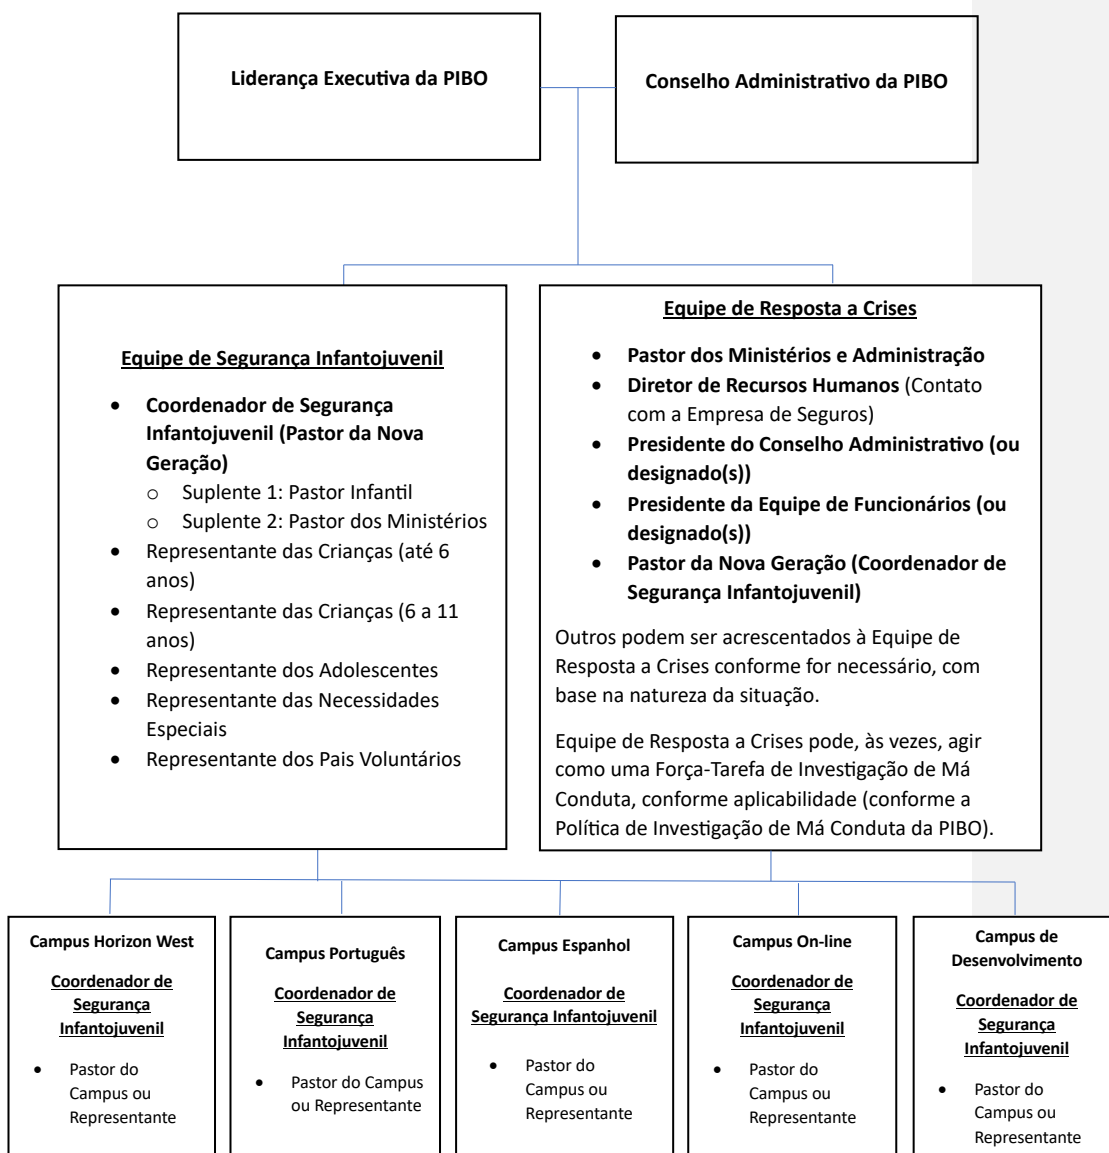 Liderança Executiva da PIBO
Conselho Administrativo da PIBO
Equipe de Segurança Infantojuvenil
• Coordenador de Segurança
Infantojuvenil (Pastor da Nova
Geração)
o Suplente 1: Pastor Infantil
o Suplente 2: Pastor dos Ministérios
• Representante das Crianças (até 6
anos)
• Representante das Crianças (6 a 11
anos)
• Representante dos Adolescentes
• Representante das Necessidades
Especiais
• Representante dos Pais Voluntários
Equipe de Resposta a Crises
• Pastor dos Ministérios e Administração
• Diretor de Recursos Humanos (Contato
com a Empresa de Seguros)
• Presidente do Conselho Administrativo (ou
designado(s))
• Presidente da Equipe de Funcionários (ou
designado(s))
• Pastor da Nova Geração (Coordenador de
Segurança Infantojuvenil)
Outros podem ser acrescentados à Equipe de
Resposta a Crises conforme for necessário, com
base na natureza da situação.
Equipe de Resposta a Crises pode, às vezes, agir
como uma Força-Tarefa de Investigação de Má
Conduta, conforme aplicabilidade (conforme a
Política de Investigação de Má Conduta da PIBO).
Campus Horizon West
Coordenador de
Segurança
Infantojuvenil
• Pastor do
Campus ou
Representante
Campus Português
Coordenador de
Segurança
Infantojuvenil
• Pastor do Campus
ou Representante
Campus Espanhol
Coordenador de
Segurança Infantojuvenil
• Pastor do
Campus ou
Representante
Campus On-line
Coordenador de
Segurança
Infantojuvenil
• Pastor do
Campus ou
Representante
Campus de
Desenvolvimento
Coordenador de
Segurança
Infantojuvenil
• Pastor do
Campus ou
Representante